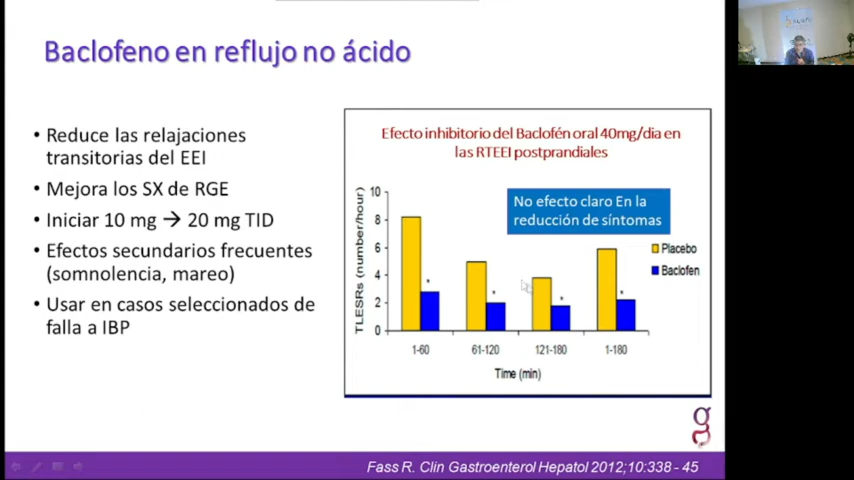 Baclofeno en reflujo no ácido
• Reduce las relajaciones
transitorias del EEI
• Mejora los SX de RGE
• Iniciar 10 mg → 20 mg TID
• Efectos secundarios frecuentes
(somnolencia, mareo)
• Usar en casos seleccionados de
falla a IBP
Efecto inhibitorio del Baclofén oral 40mg/dia en
las RTEEI postprandiales
No efecto claro En la
reducción de síntomas
TLESRs (number/hour)
10
8
6
4
2
0
* * * *
Placebo
Baclofen
1-60 61-120 121-180 1-180
Time (min)
g
Fass R. Clin Gastroenterol Hepatol 2012;10:338 - 45